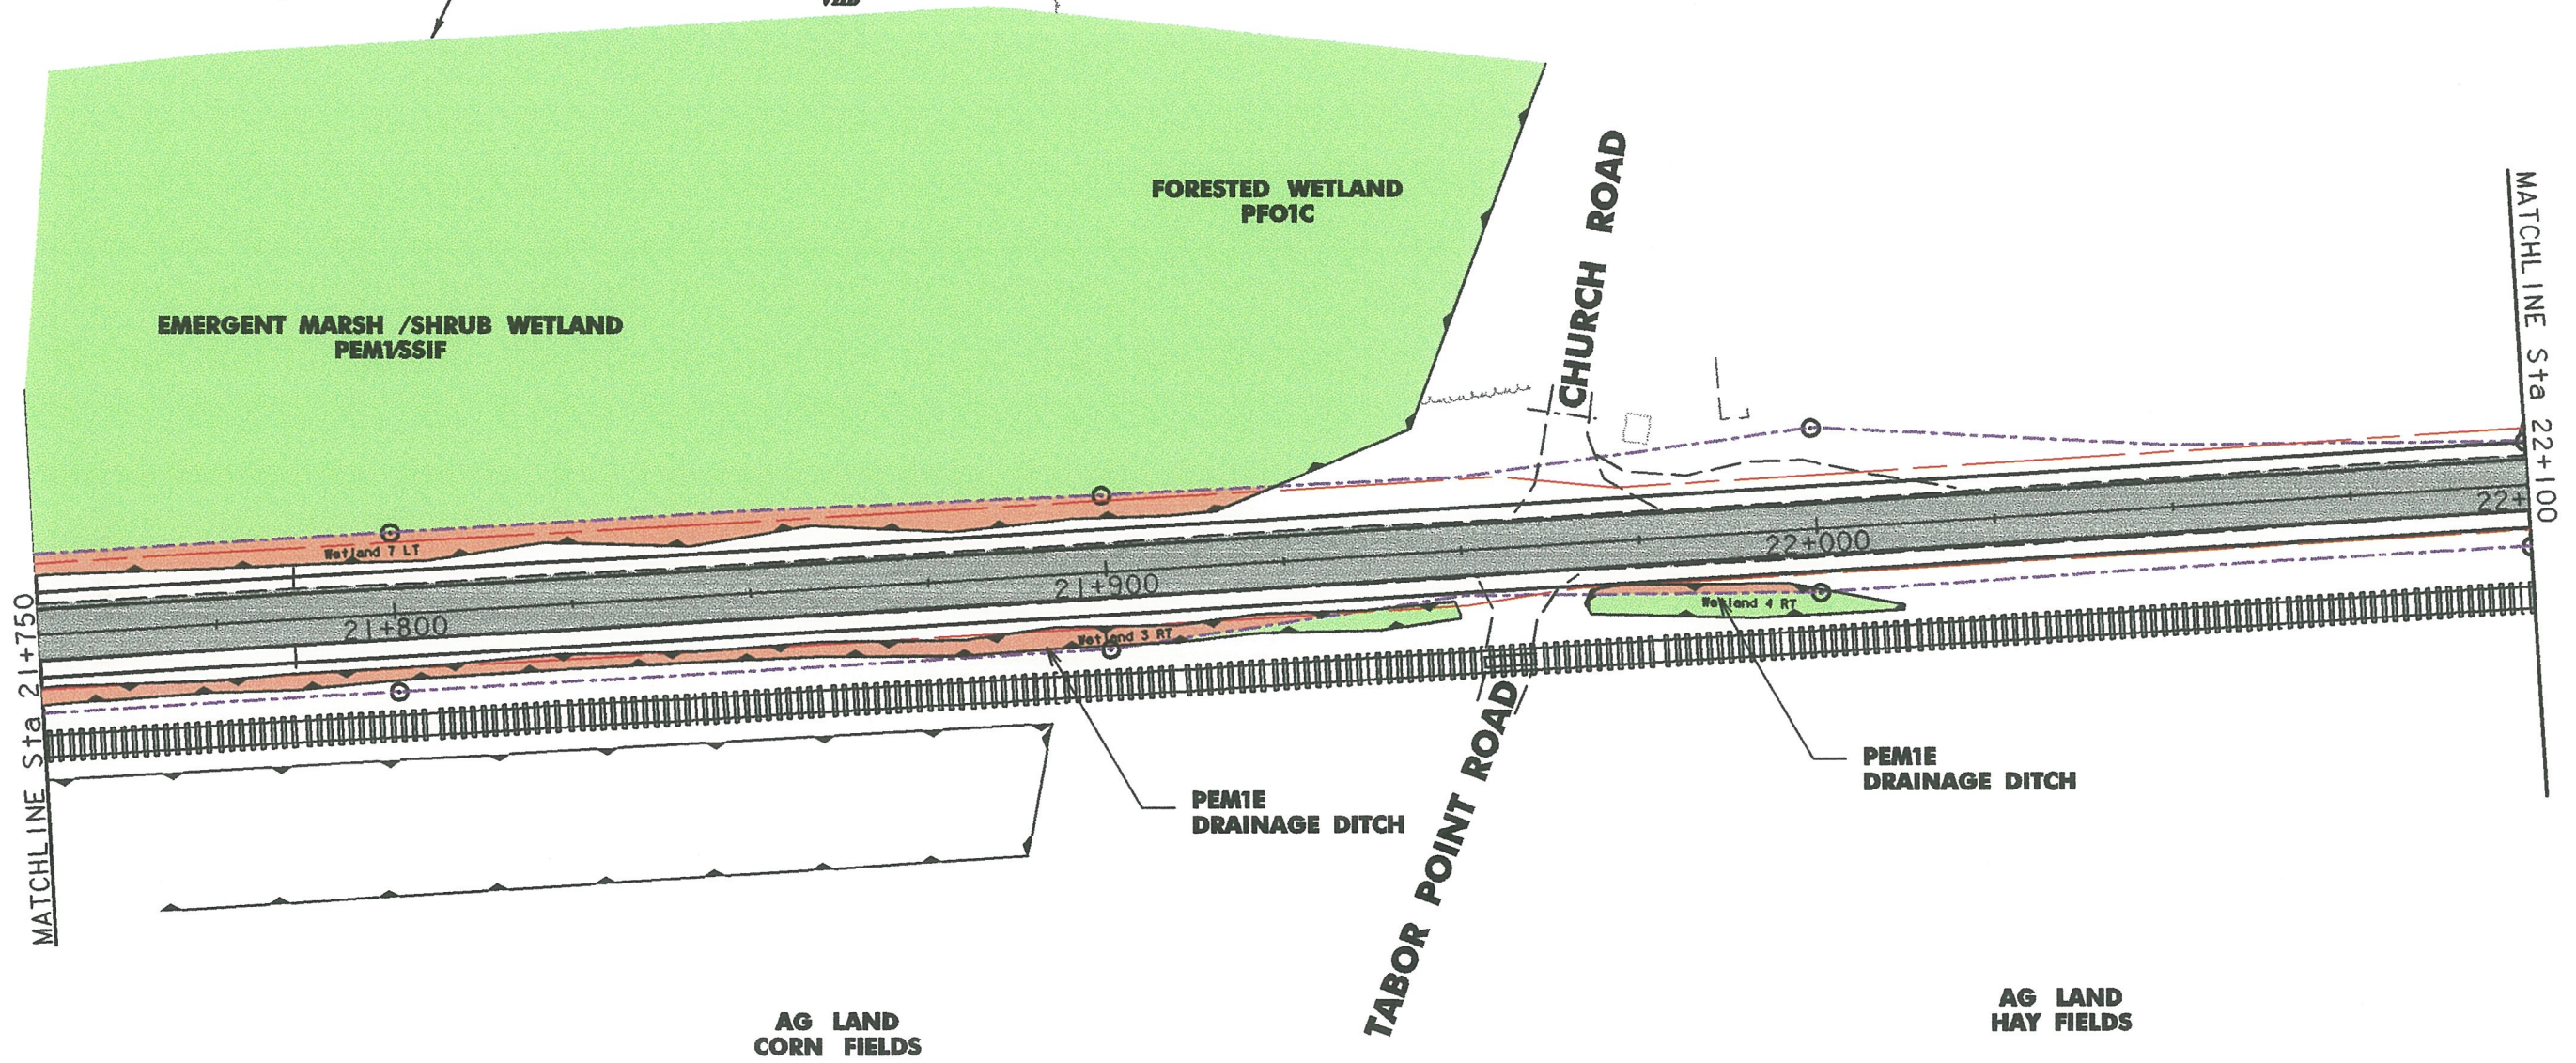 FORESTED WETLAND
PFO1C
EMERGENT MARSH /SHRUB WETLAND
PEM1/SSIF
CHURCH ROAD
MATCHLINE Sta 22+100
Wetland 7 LT
22+
22+000
21+900
21+800
Wetland 4 RT
Wetland 3 RT
MATCHLINE Sta 21+750
TABOR POINT ROAD
PEM1E
DRAINAGE DITCH
PEM1E
DRAINAGE DITCH
AG LAND
HAY FIELDS
AG LAND
CORN FIELDS